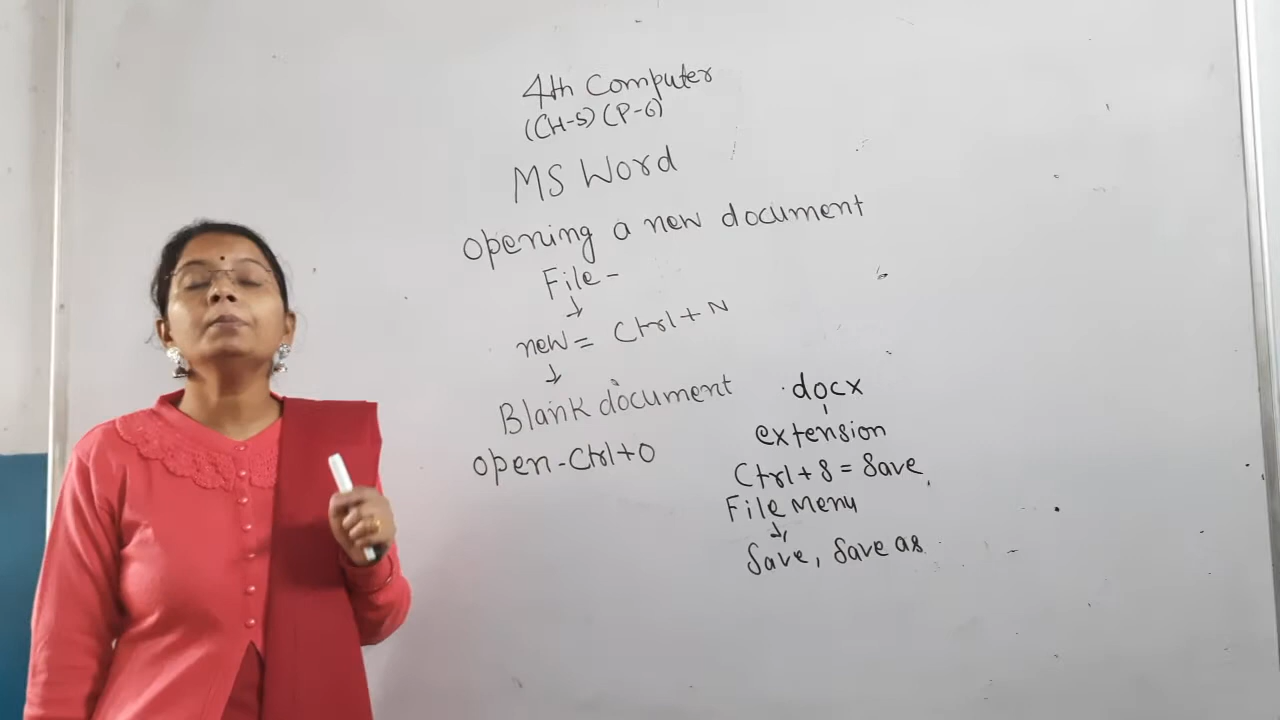 4th Computer
(CH-5) (P-6)
MS Word
opening a new document
File -
↓
new = Ctrl + N
↓
Blank document
open - Ctrl + O
.docx
extension
Ctrl + S = Save
File Menu
↓
Save, Save as